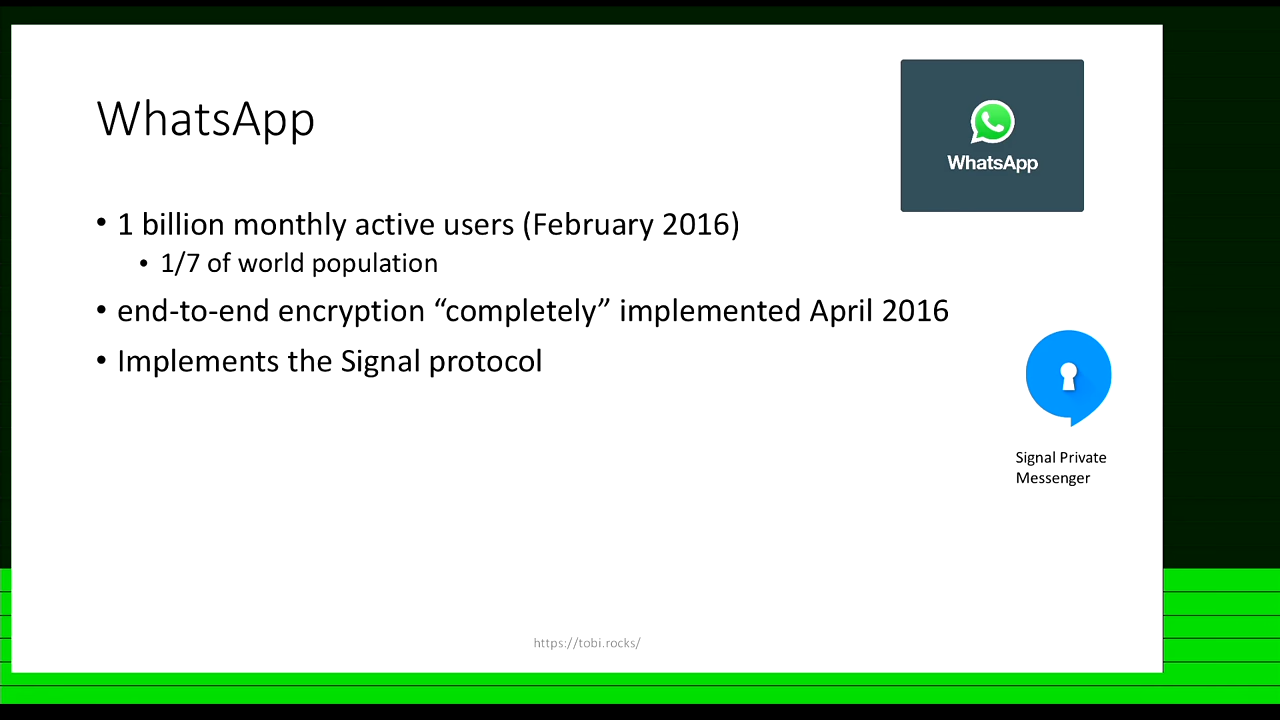 WhatsApp
WhatsApp
• 1 billion monthly active users (February 2016)
• 1/7 of world population
• end-to-end encryption “completely” implemented April 2016
• Implements the Signal protocol
Signal Private
Messenger
https://tobi.rocks/